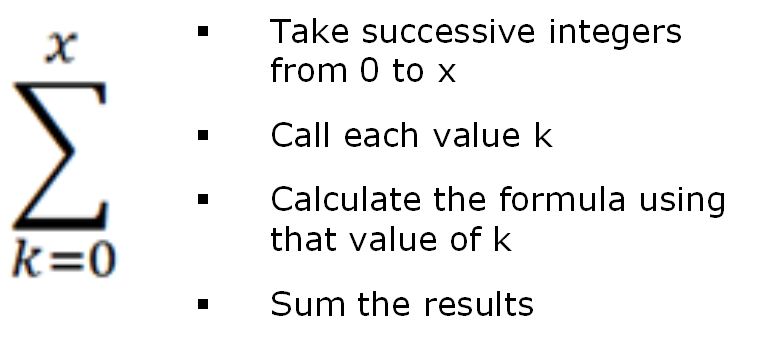 x
∑
k=0
▪ Take successive integers
from 0 to x
▪ Call each value k
▪ Calculate the formula using
that value of k
▪ Sum the results